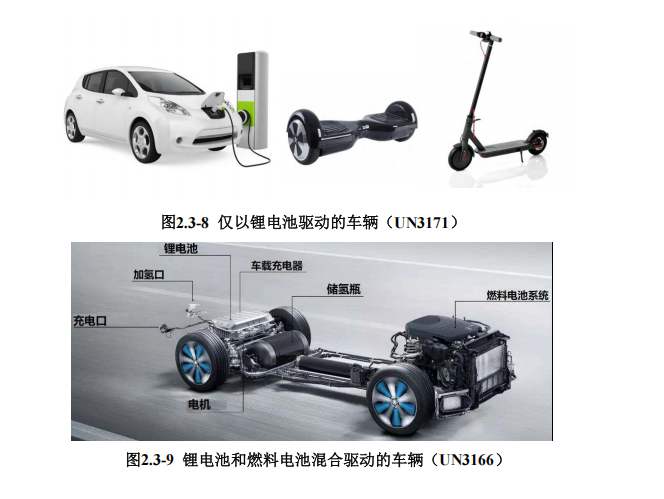 图2.3-8 仅以锂电池驱动的车辆（UN3171）
锂电池
车载充电器
加氢口
储氢瓶
燃料电池系统
充电口
电机
图2.3-9 锂电池和燃料电池混合驱动的车辆（UN3166）